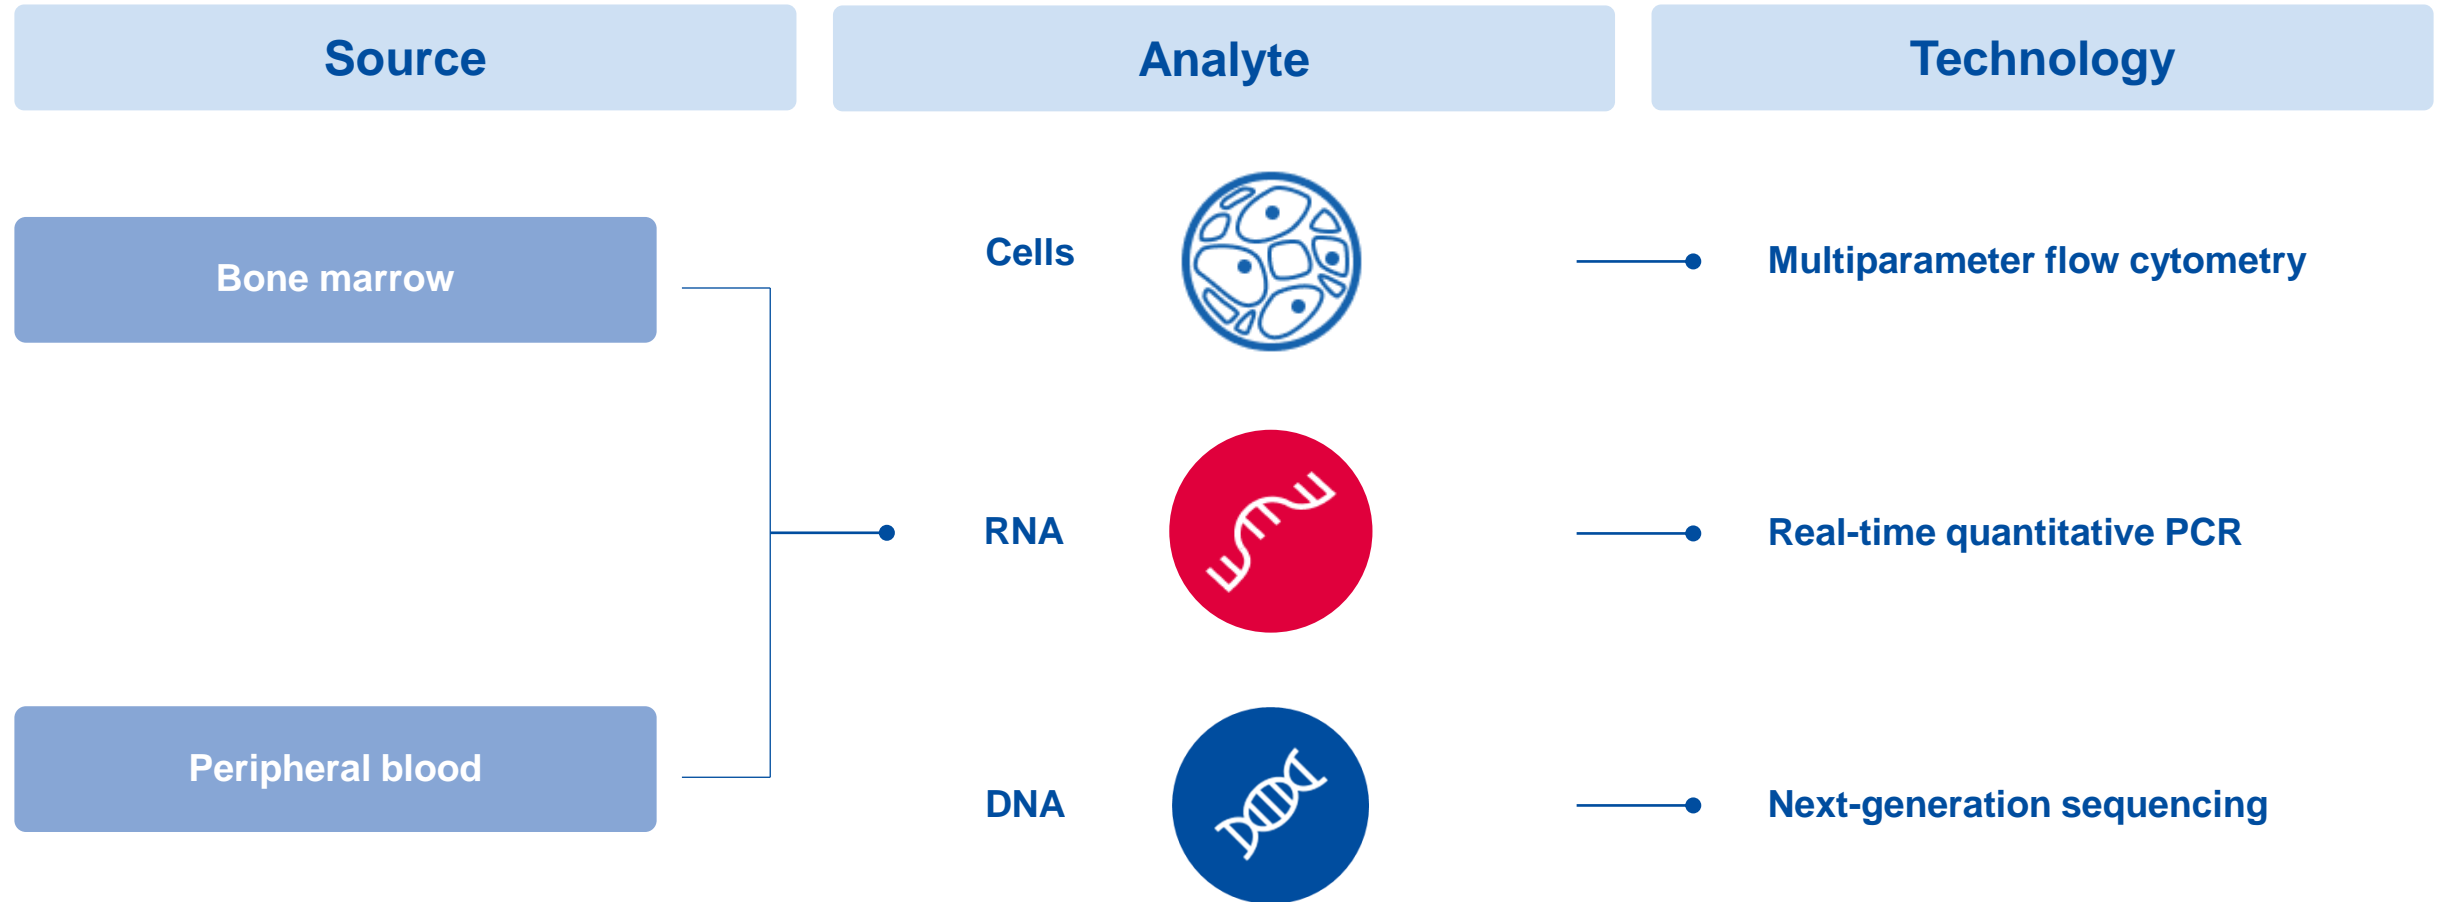 Source
Analyte
Technology
Bone marrow
Cells
Multiparameter flow cytometry
RNA
Real-time quantitative PCR
Peripheral blood
DNA
Next-generation sequencing